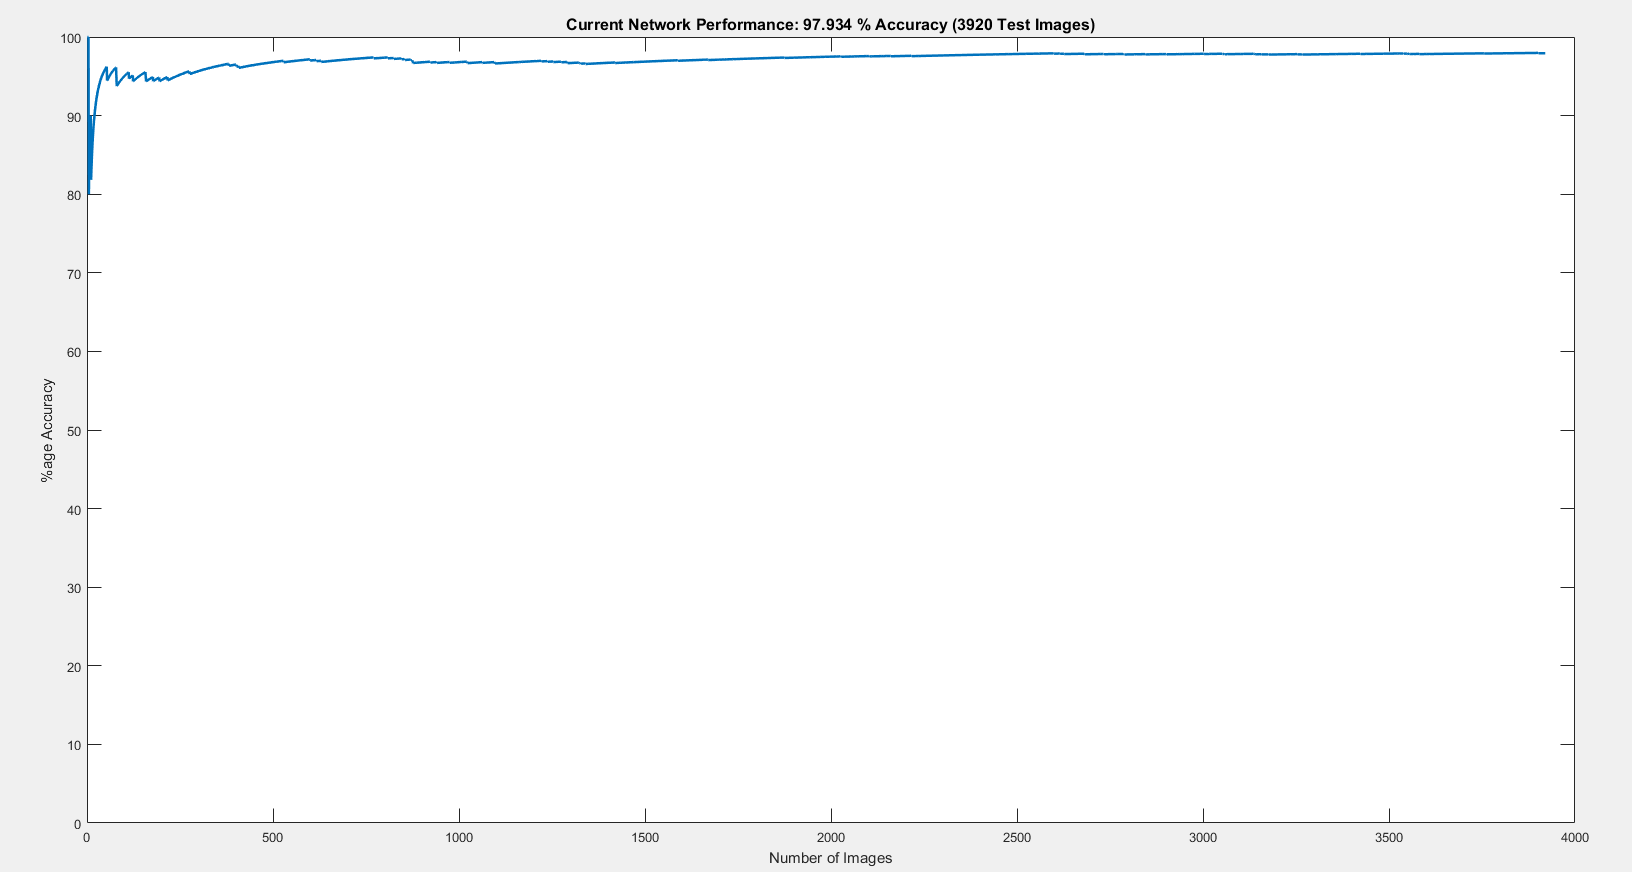 Current Network Performance: 97.934 % Accuracy (3920 Test Images)
100
90
80
70
60
50
40
30
20
10
0
%age Accuracy
0 500 1000 1500 2000 2500 3000 3500 4000
Number of Images